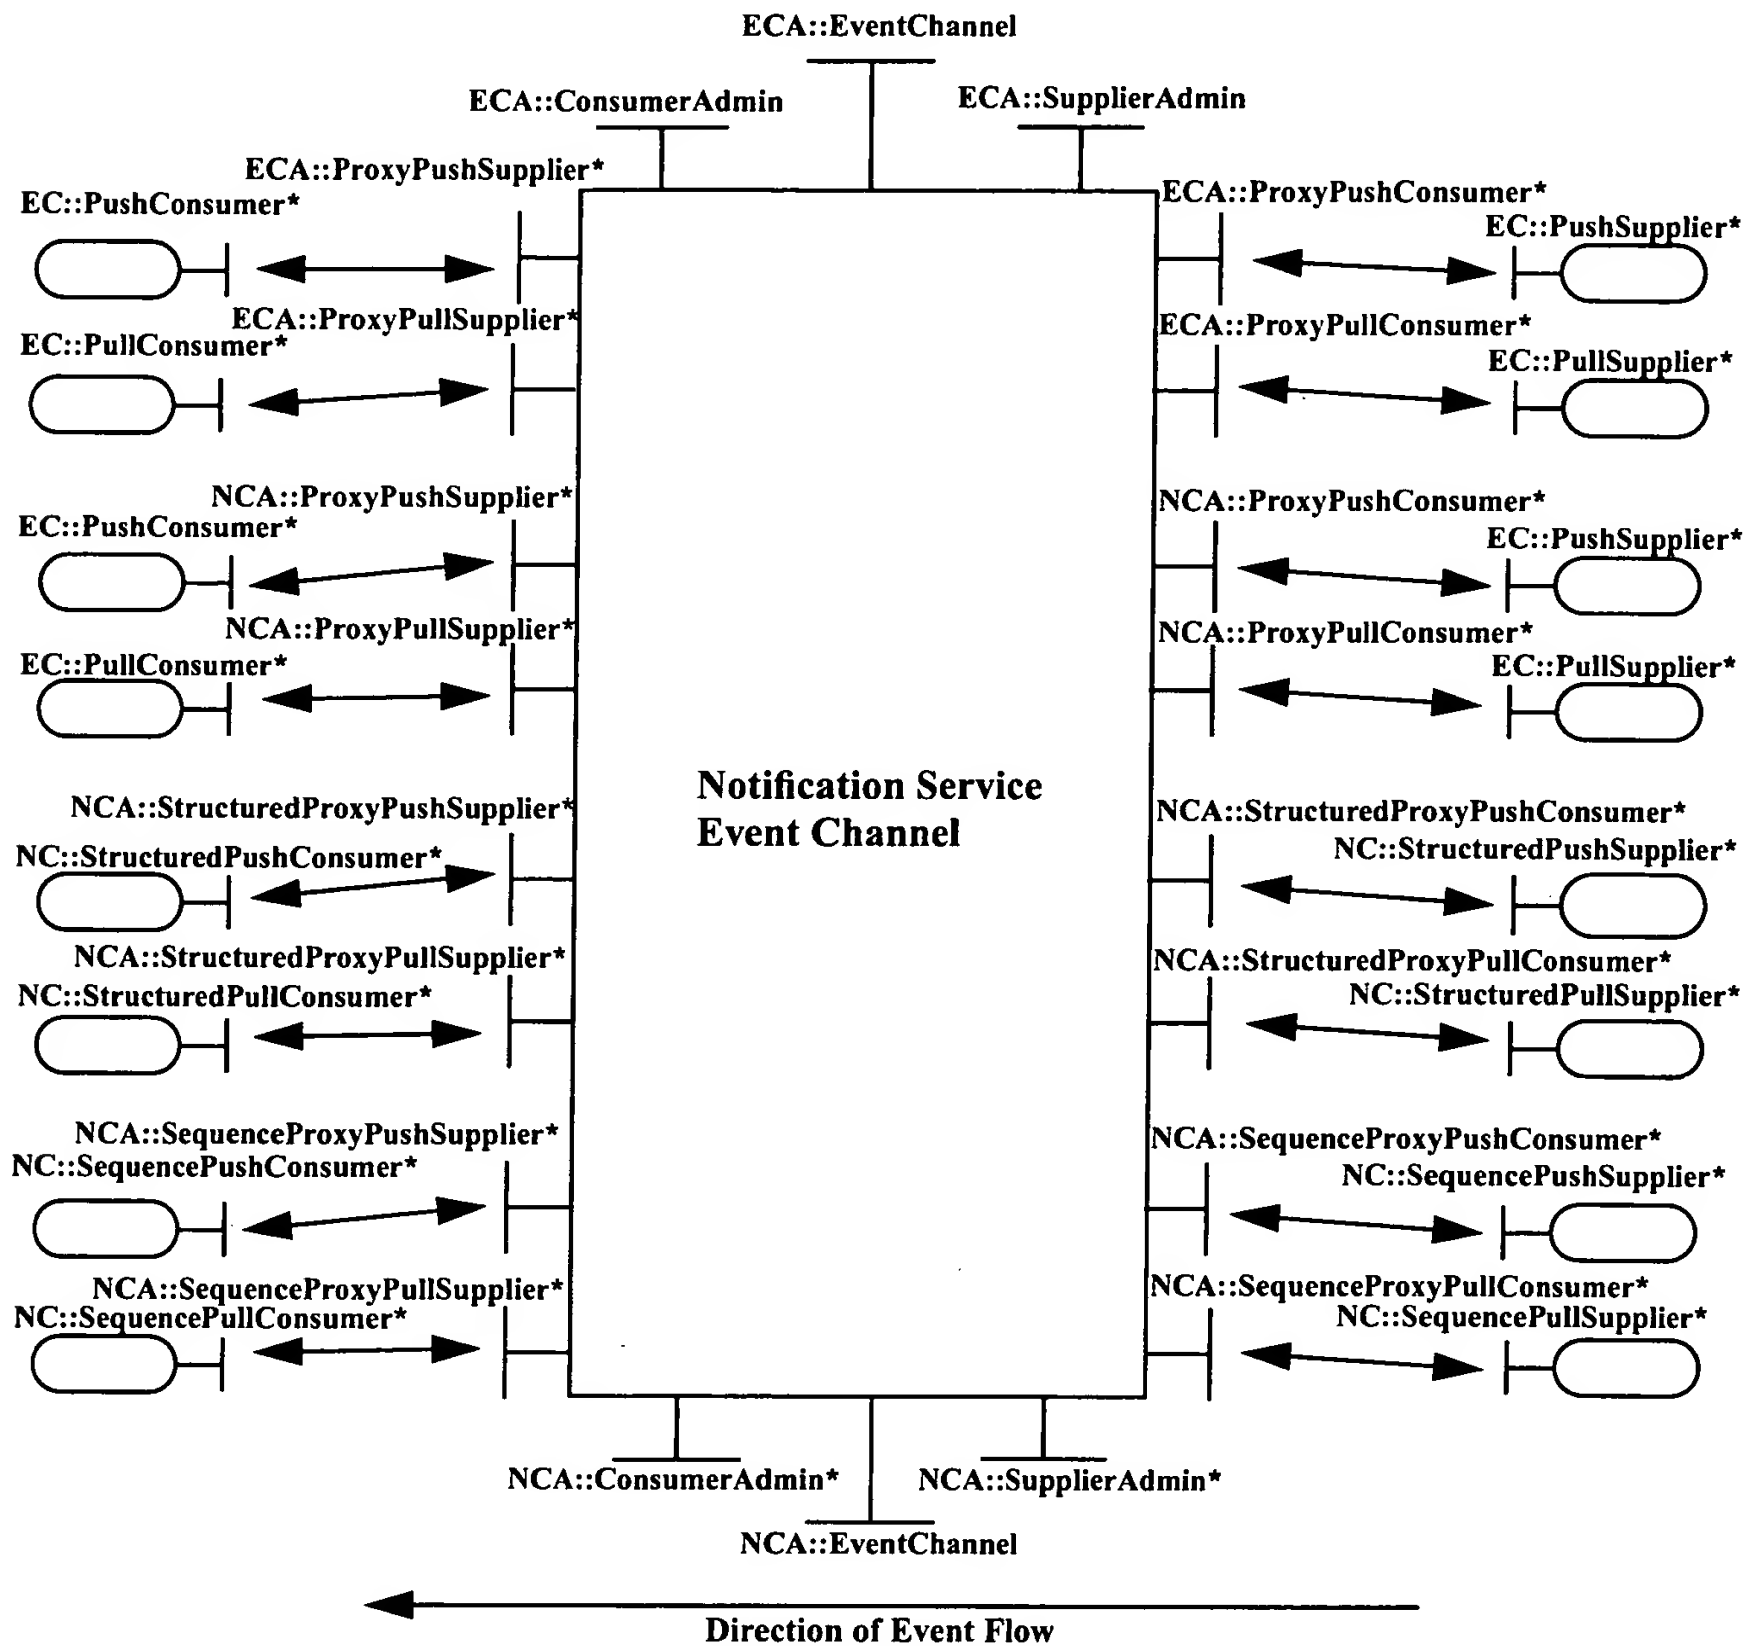 ECA::EventChannel
ECA::ConsumerAdmin
ECA::SupplierAdmin
ECA::ProxyPushSupplier*
ECA::ProxyPushConsumer*
EC::PushConsumer*
EC::PushSupplier*
ECA::ProxyPullSupplier*
ECA::ProxyPullConsumer*
EC::PullConsumer*
EC::PullSupplier*
NCA::ProxyPushSupplier*
NCA::ProxyPushConsumer*
EC::PushConsumer*
EC::PushSupplier*
NCA::ProxyPullSupplier*
NCA::ProxyPullConsumer*
EC::PullConsumer*
EC::PullSupplier*
Notification Service
Event Channel
NCA::StructuredProxyPushSupplier*
NCA::StructuredProxyPushConsumer*
NC::StructuredPushConsumer*
NC::StructuredPushSupplier*
NCA::StructuredProxyPullSupplier*
NCA::StructuredProxyPullConsumer*
NC::StructuredPullConsumer*
NC::StructuredPullSupplier*
NCA::SequenceProxyPushSupplier*
NCA::SequenceProxyPushConsumer*
NC::SequencePushConsumer*
NC::SequencePushSupplier*
NCA::SequenceProxyPullSupplier*
NCA::SequenceProxyPullConsumer*
NC::SequencePullConsumer*
NC::SequencePullSupplier*
NCA::ConsumerAdmin*
NCA::SupplierAdmin*
NCA::EventChannel
Direction of Event Flow